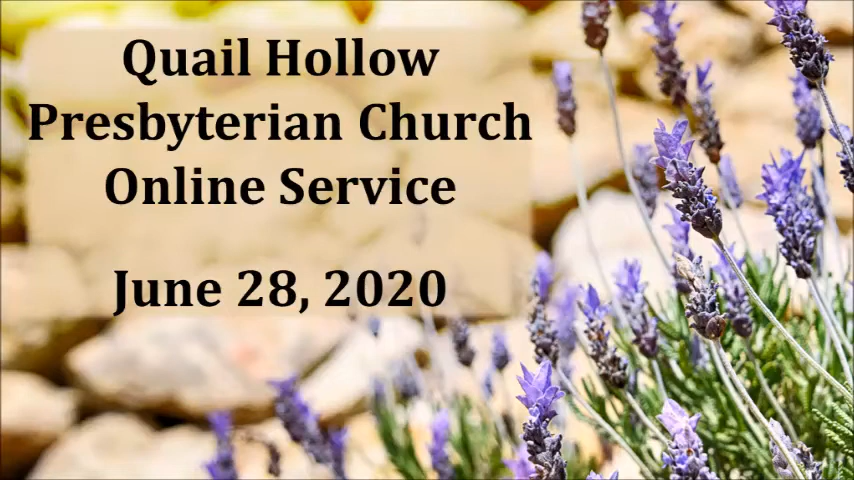 Quail Hollow
Presbyterian Church
Online Service
June 28, 2020